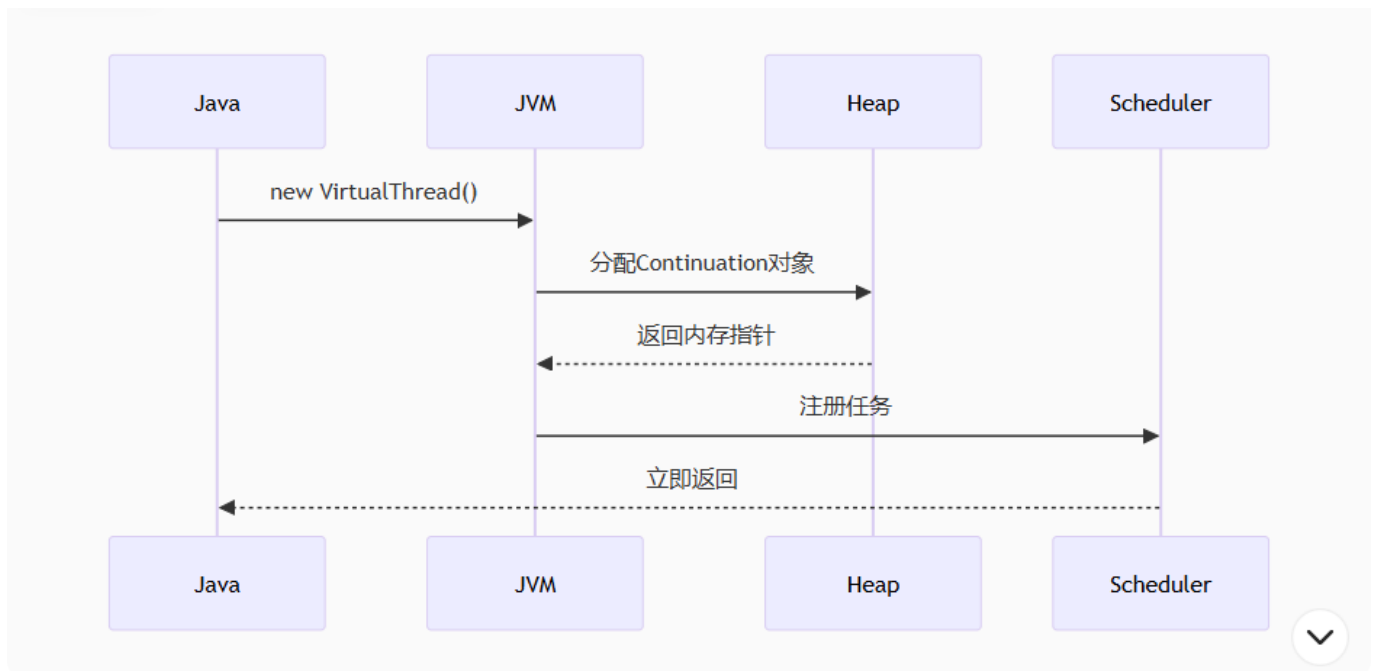 Java JVM Heap Scheduler
new VirtualThread()
分配Continuation对象
返回内存指针
注册任务
立即返回
Java JVM Heap Scheduler